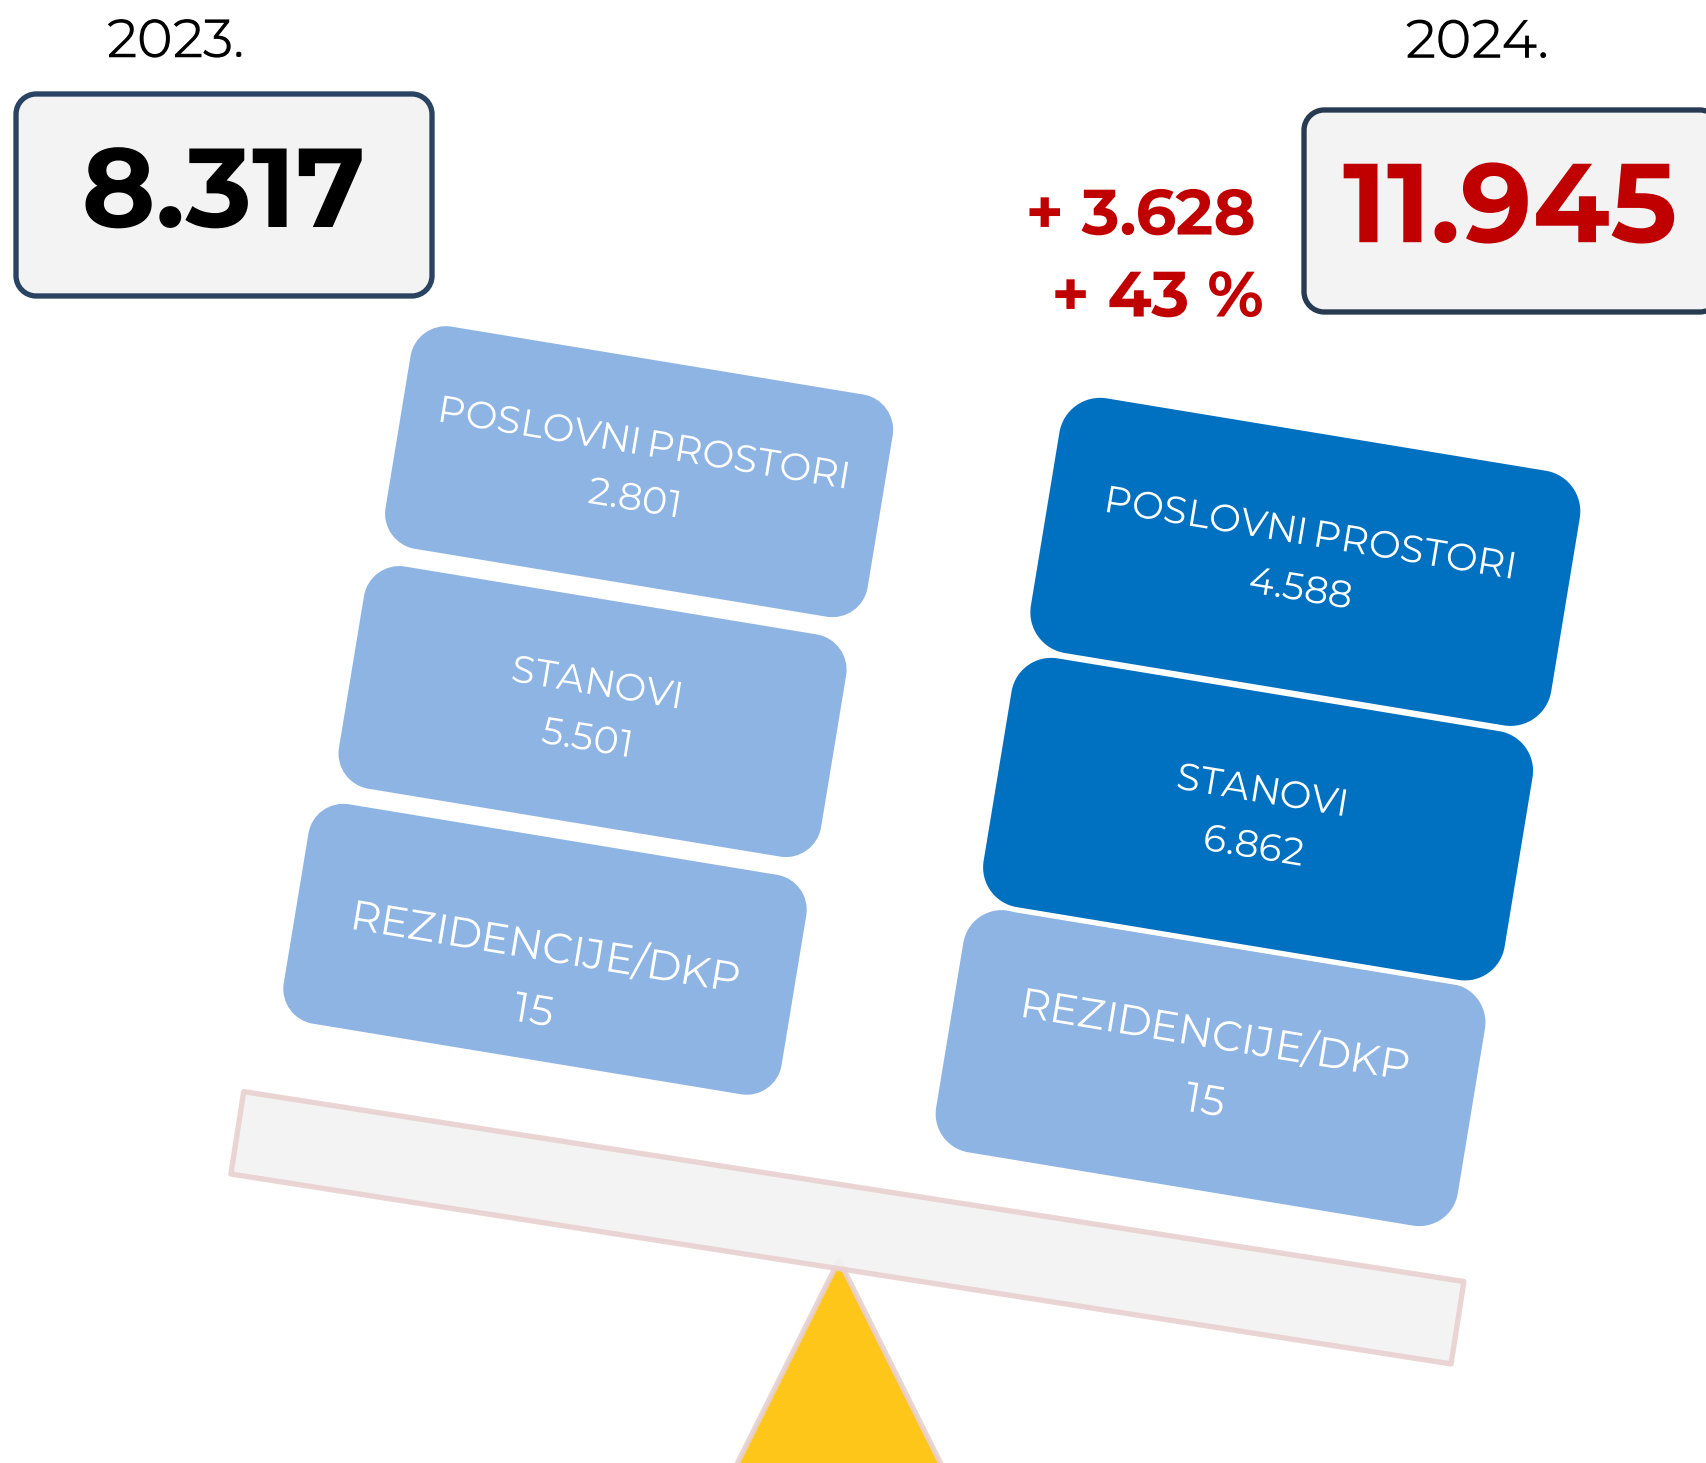 2023.
8.317
2024.
11.945
+ 3.628
+ 43 %
POSLOVNI PROSTORI
2.801
STANOVI
5.501
REZIDENCIJE/DKP
15
POSLOVNI PROSTORI
4.588
STANOVI
6.862
REZIDENCIJE/DKP
15